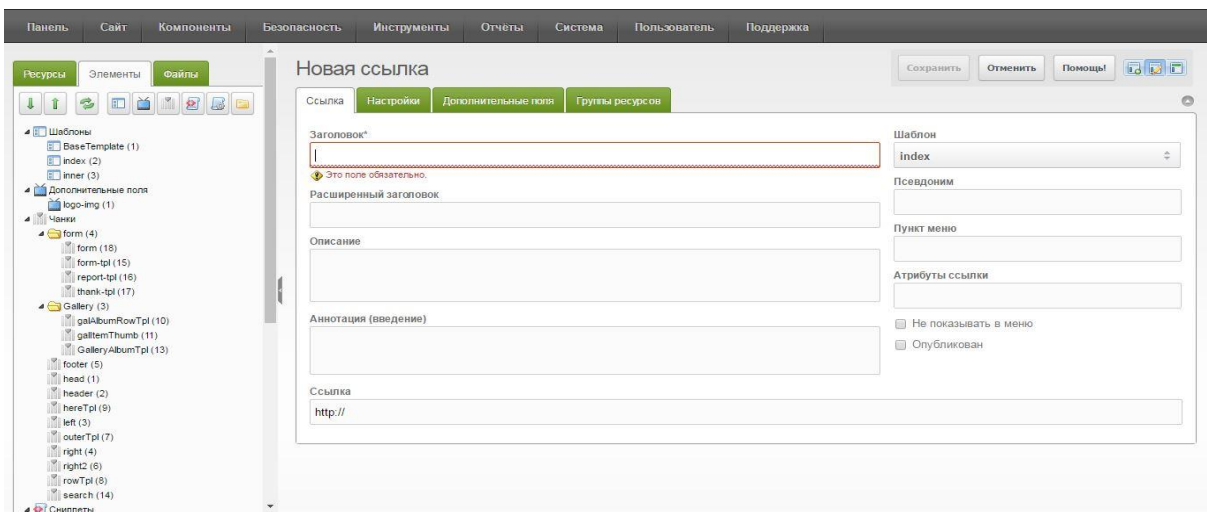 Панель Сайт Компоненты Безопасность Инструменты Отчёты Система Пользователь Поддержка
Ресурсы Элементы Файлы
Шаблоны
BaseTemplate (1)
index (2)
inner (3)
Дополнительные поля
logo-img (1)
Чанки
form (4)
form (18)
form-tpl (15)
report-tpl (16)
thank-tpl (17)
Gallery (3)
galAlbumRowTpl (10)
galItemThumb (11)
GalleryAlbumTpl (13)
footer (5)
head (1)
header (2)
hereTpl (9)
left (3)
outerTpl (7)
right (4)
right2 (6)
rowTpl (8)
search (14)
Сниппеты
Новая ссылка
Сохранить Отменить Помощь!
Ссылка Настройки Дополнительные поля Группы ресурсов
Заголовок*
Это поле обязательно.
Расширенный заголовок
Описание
Аннотация (введение)
Ссылка
http://
Шаблон
index
Псевдоним
Пункт меню
Атрибуты ссылки
Не показывать в меню
Опубликован